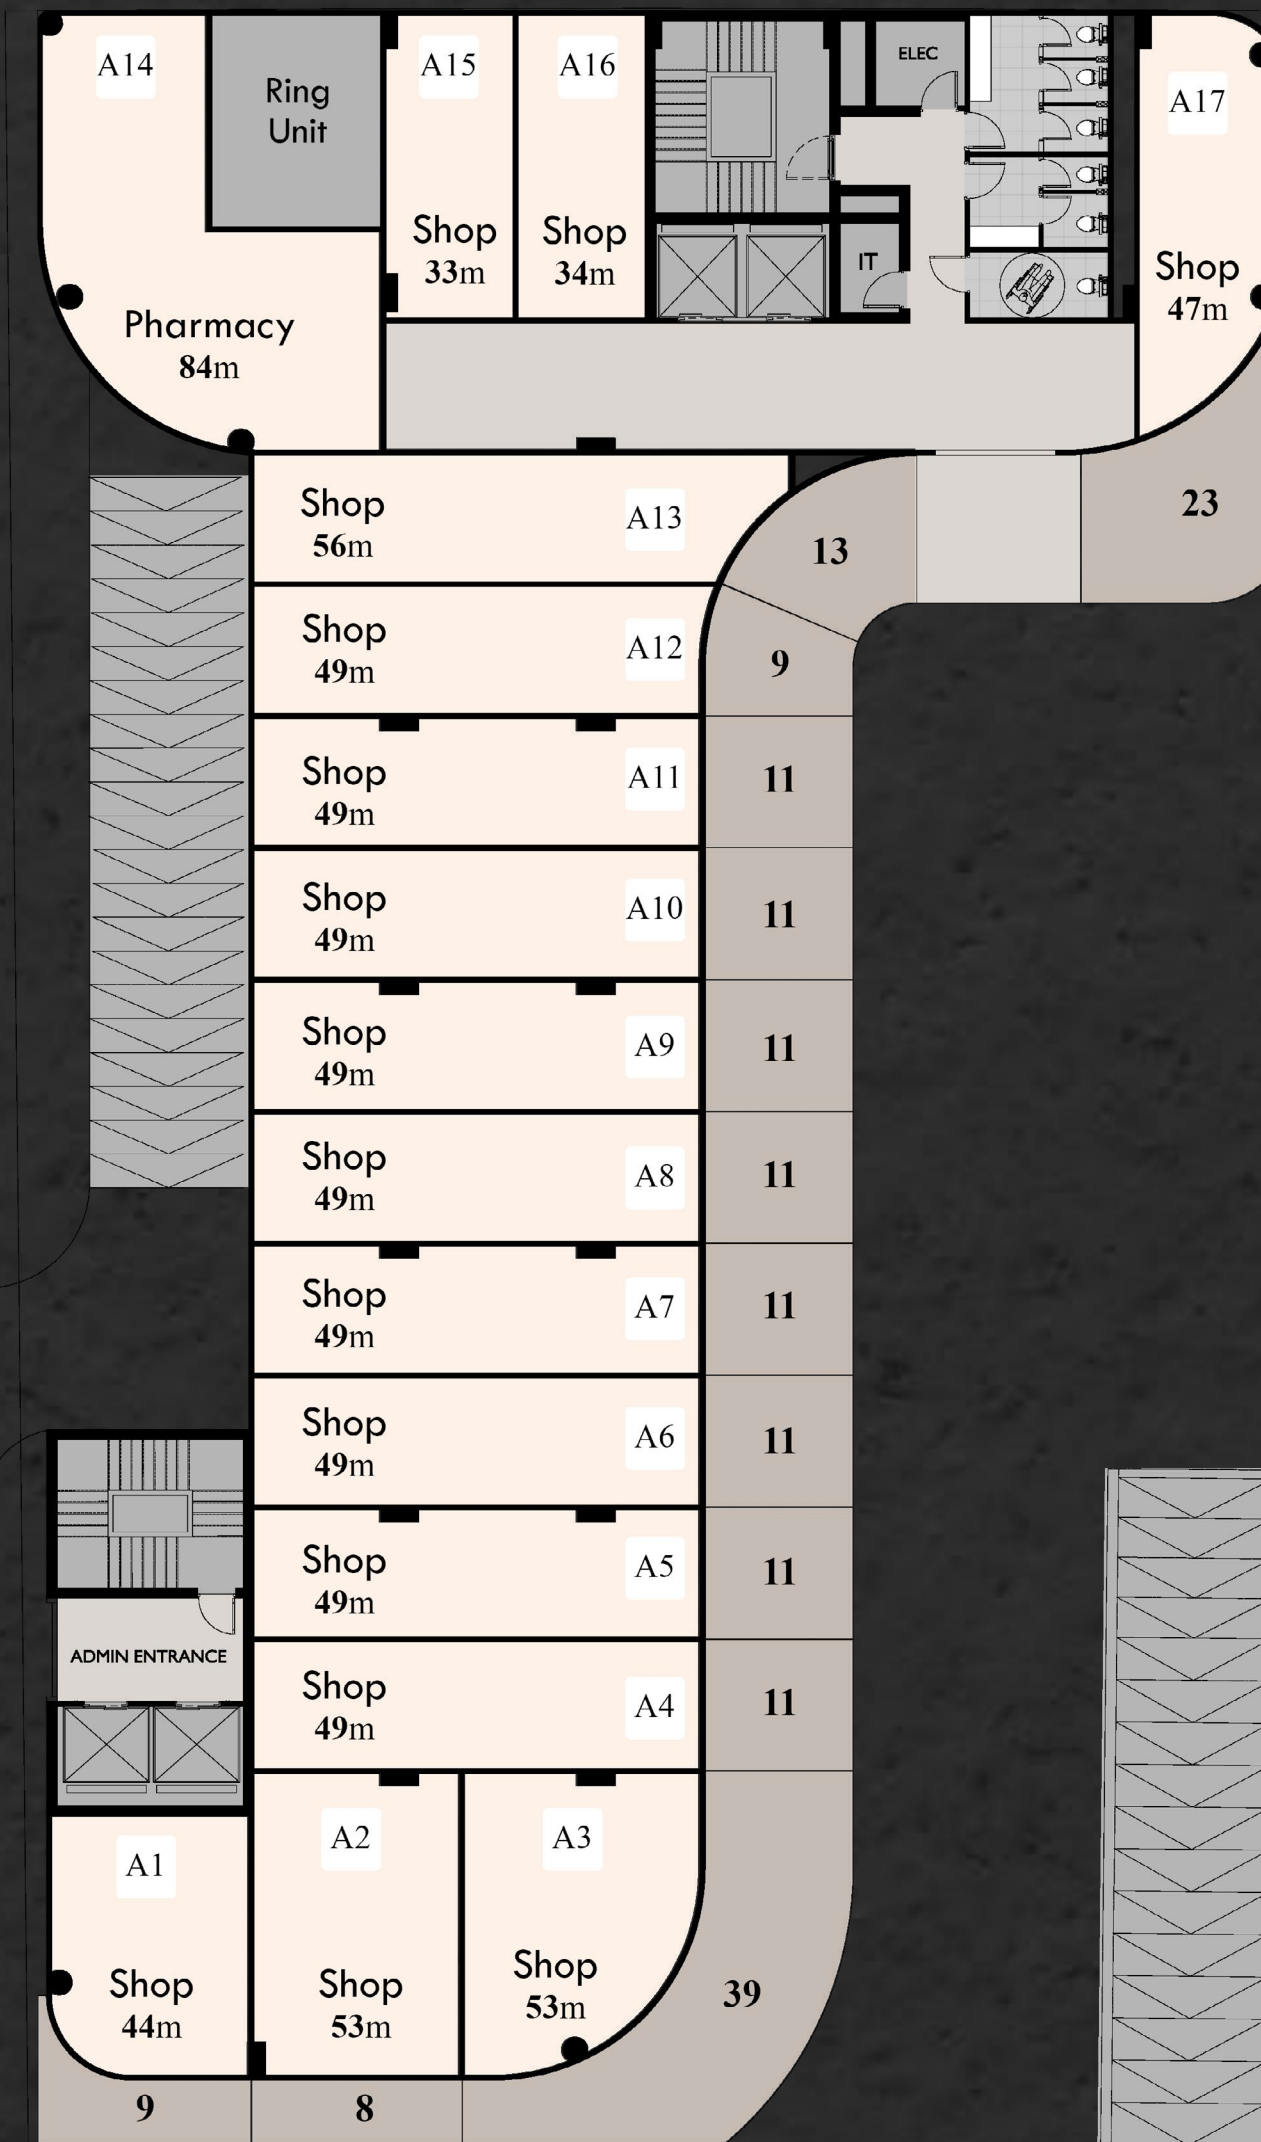 A14
Ring
Unit
A15
A16
ELEC
A17
Shop
33m
Shop
34m
IT
Shop
47m
Pharmacy
84m
Shop
56m
A13
13
23
Shop
49m
A12
9
Shop
49m
A11
11
Shop
49m
A10
11
Shop
49m
A9
11
Shop
49m
A8
11
Shop
49m
A7
11
Shop
49m
A6
11
Shop
49m
A5
11
ADMIN ENTRANCE
Shop
49m
A4
11
A1
A2
A3
Shop
44m
Shop
53m
Shop
53m
39
9
8